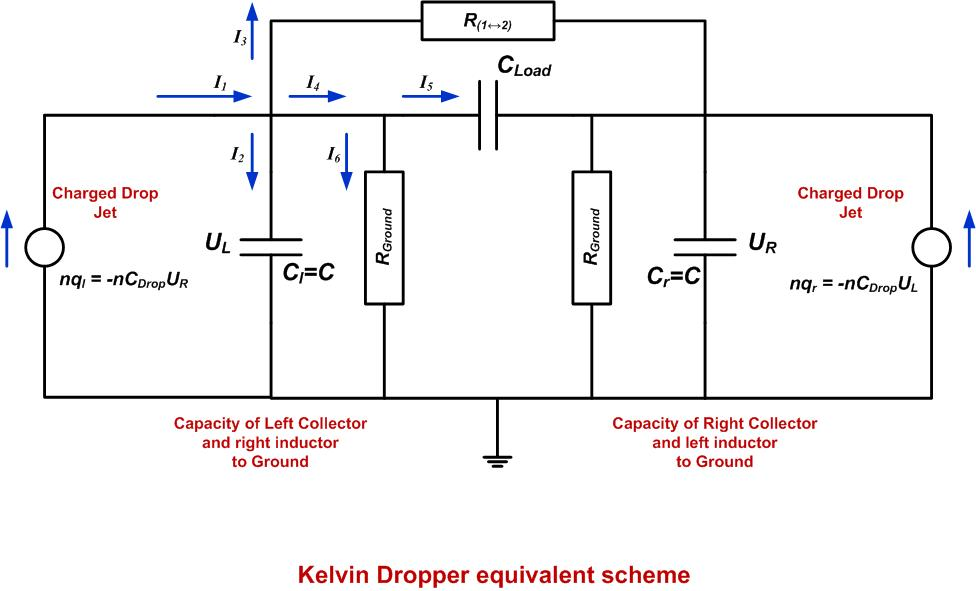 R(1↔2)
I3
CLoad
I1
I4
I5
I2
I6
Charged Drop
Jet
Charged Drop
Jet
RGround
RGround
UL
UR
Cl=C
Cr=C
nql = -nCDropUR
nqr = -nCDropUL
Capacity of Left Collector
and right inductor
to Ground
Capacity of Right Collector
and left inductor
to Ground
Kelvin Dropper equivalent scheme